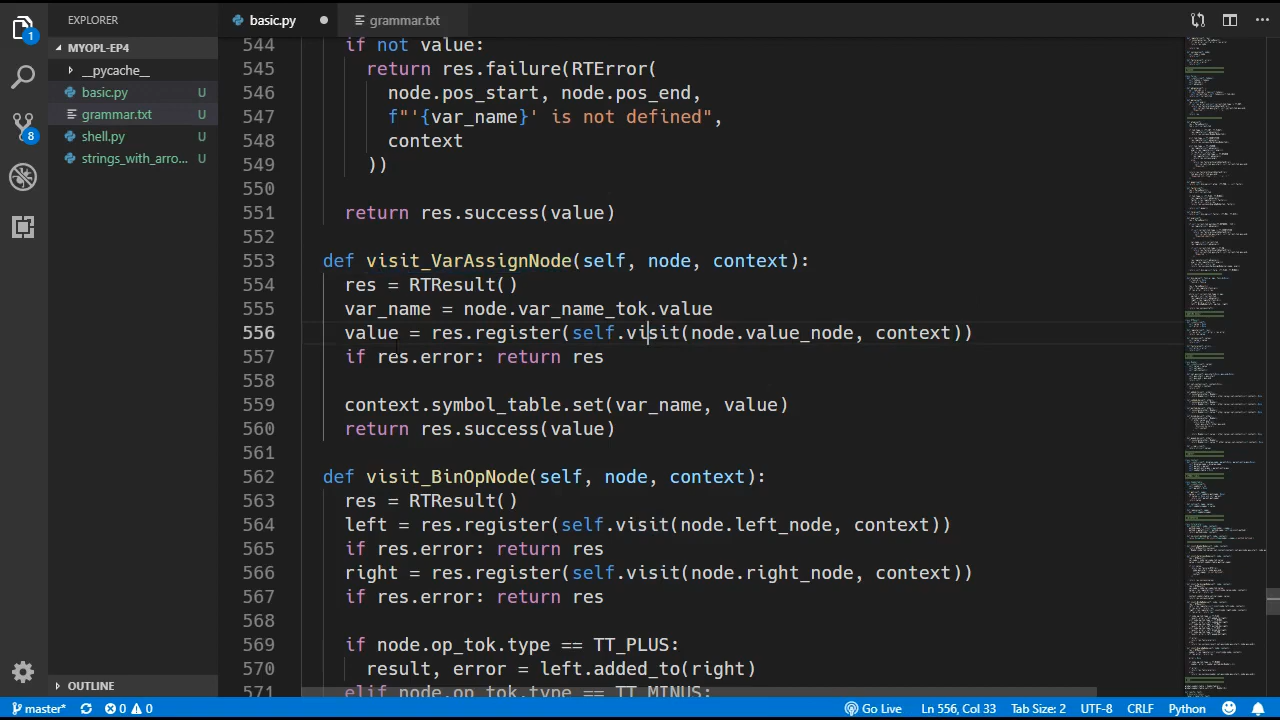 EXPLORER
basic.py
grammar.txt
1
MYOPL-EP4
__pycache__
basic.py U
grammar.txt U
8
shell.py U
strings_with_arro... U
544 if not value:
545 return res.failure(RTError(
546 node.pos_start, node.pos_end,
547 f"'{var_name}' is not defined",
548 context
549 ))
550
551 return res.success(value)
552
553 def visit_VarAssignNode(self, node, context):
554 res = RTResult()
555 var_name = node.var_name_tok.value
556 value = res.register(self.visit(node.value_node, context))
557 if res.error: return res
558
559 context.symbol_table.set(var_name, value)
560 return res.success(value)
561
562 def visit_BinOpNode(self, node, context):
563 res = RTResult()
564 left = res.register(self.visit(node.left_node, context))
565 if res.error: return res
566 right = res.register(self.visit(node.right_node, context))
567 if res.error: return res
568
569 if node.op_tok.type == TT_PLUS:
570 result, error = left.added_to(right)
571 elif node.op_tok.type == TT_MINUS:
OUTLINE
master* 0 0 Go Live Ln 556, Col 33 Tab Size: 2 UTF-8 CRLF Python